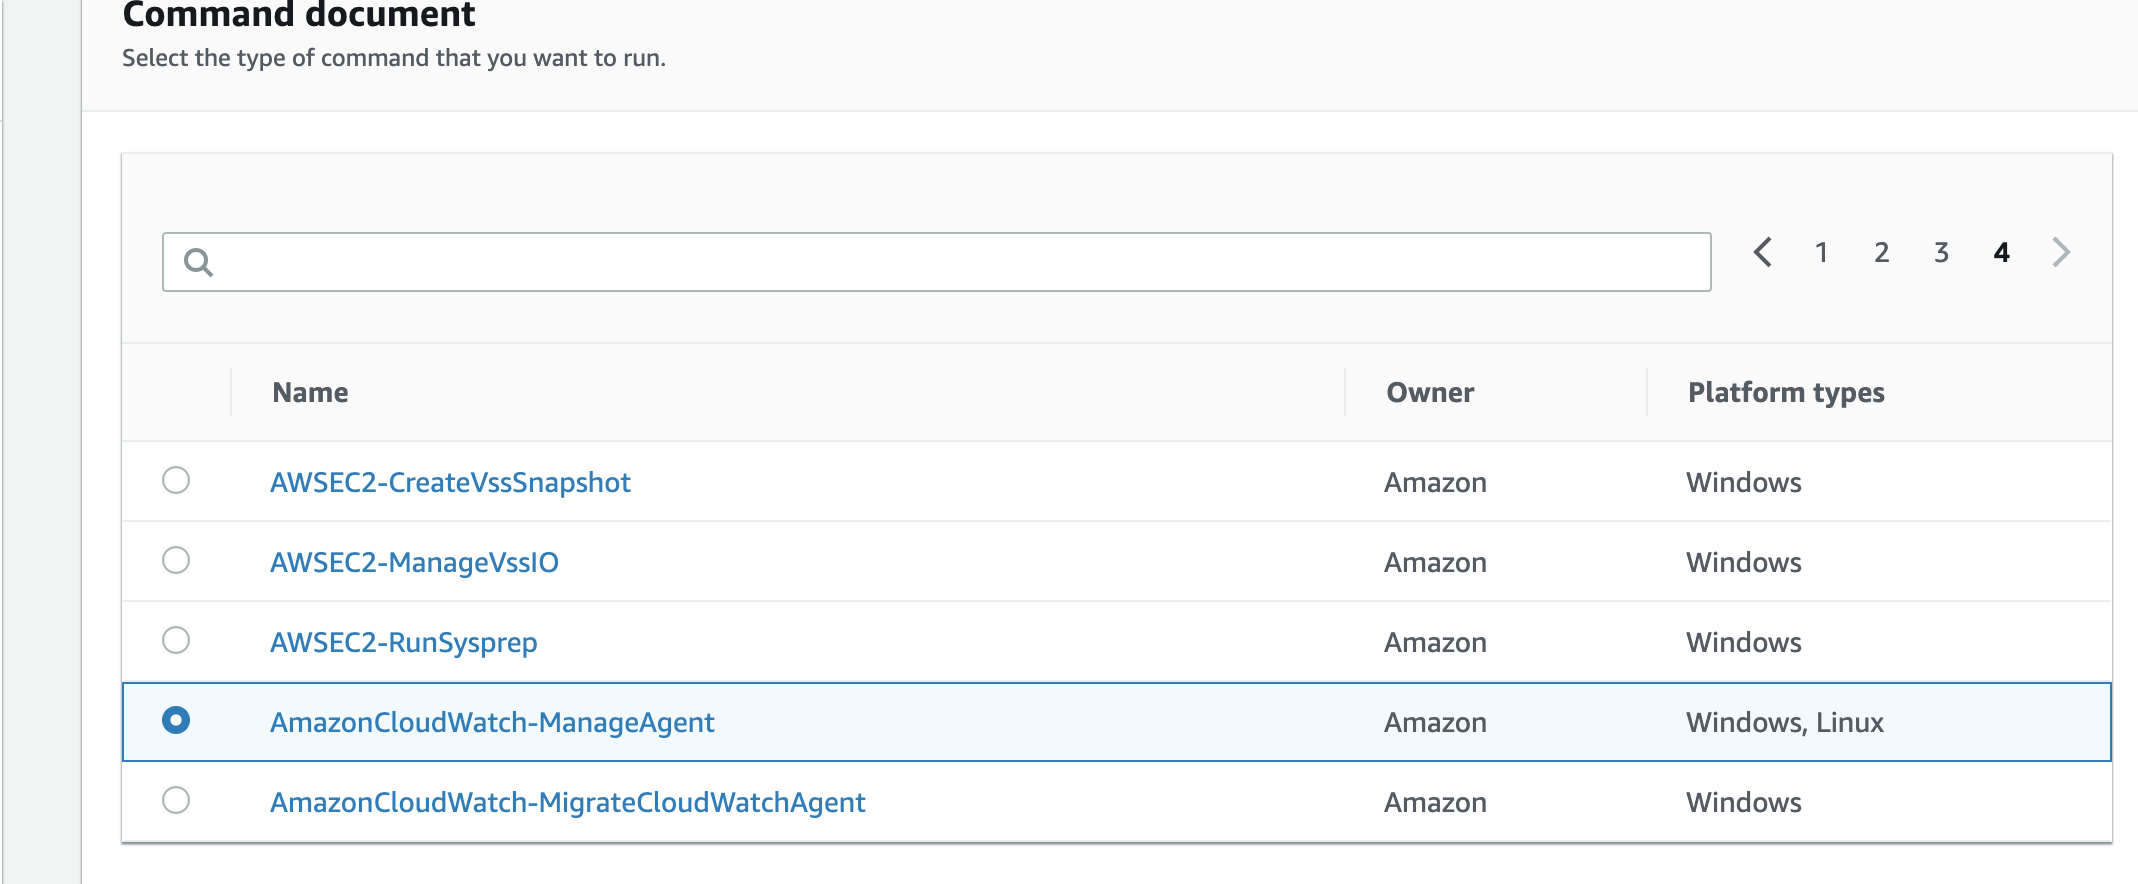 Command document
Select the type of command that you want to run.
1 2 3 4
Name Owner Platform types
AWSEC2-CreateVssSnapshot Amazon Windows
AWSEC2-ManageVssIO Amazon Windows
AWSEC2-RunSysprep Amazon Windows
AmazonCloudWatch-ManageAgent Amazon Windows, Linux
AmazonCloudWatch-MigrateCloudWatchAgent Amazon Windows